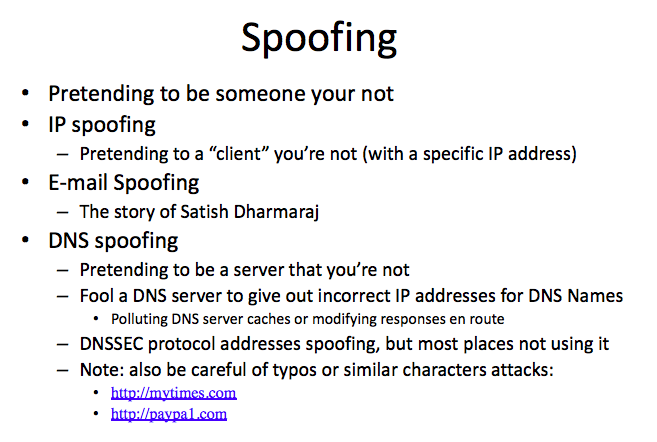 Spoofing
• Pretending to be someone your not
• IP spoofing
– Pretending to a “client” you’re not (with a specific IP address)
• E-mail Spoofing
– The story of Satish Dharmaraj
• DNS spoofing
– Pretending to be a server that you’re not
– Fool a DNS server to give out incorrect IP addresses for DNS Names
• Polluting DNS server caches or modifying responses en route
– DNSSEC protocol addresses spoofing, but most places not using it
– Note: also be careful of typos or similar characters attacks:
• http://mytimes.com
• http://paypa1.com